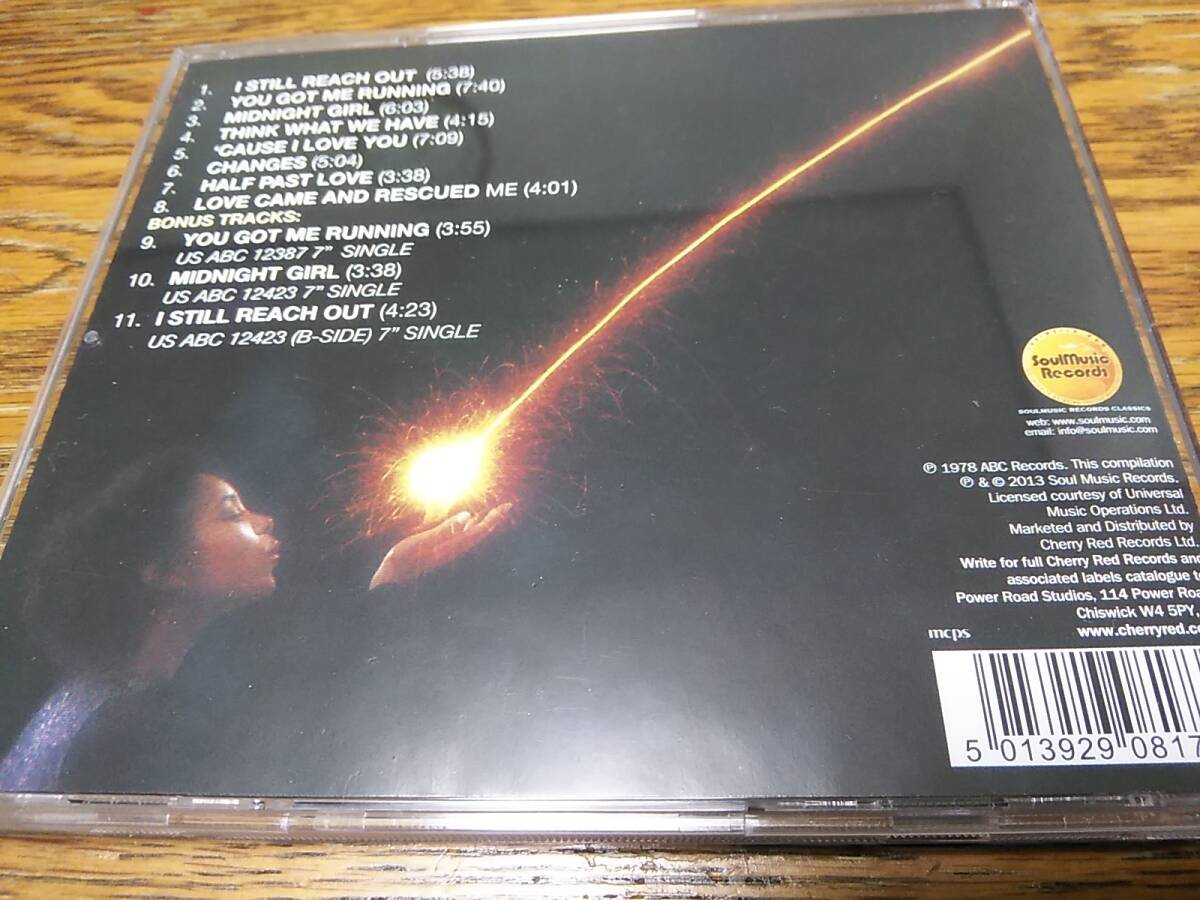 1. I STILL REACH OUT (5:38)
2. YOU GOT ME RUNNING (7:40)
3. MIDNIGHT GIRL (6:03)
4. THINK WHAT WE HAVE (4:15)
5. 'CAUSE I LOVE YOU (7:09)
6. CHANGES (5:04)
7. HALF PAST LOVE (3:38)
8. LOVE CAME AND RESCUED ME (4:01)
BONUS TRACKS:
9. YOU GOT ME RUNNING (3:55)
US ABC 12387 7" SINGLE
10. MIDNIGHT GIRL (3:38)
US ABC 12423 7" SINGLE
11. I STILL REACH OUT (4:23)
US ABC 12423 (B-SIDE) 7" SINGLE
SoulMusic
Records
SOULMUSIC RECORDS CLASSICS
web: www.soulmusic.com
email: info@soulmusic.com
℗ 1978 ABC Records. This compilation
℗ & © 2013 Soul Music Records.
Licensed courtesy of Universal
Music Operations Ltd.
Marketed and Distributed by
Cherry Red Records Ltd.
Write for full Cherry Red Records and
associated labels catalogue to
Power Road Studios, 114 Power Roa
Chiswick W4 5PY,
mcps
www.cherryred.co
5 013929 0817